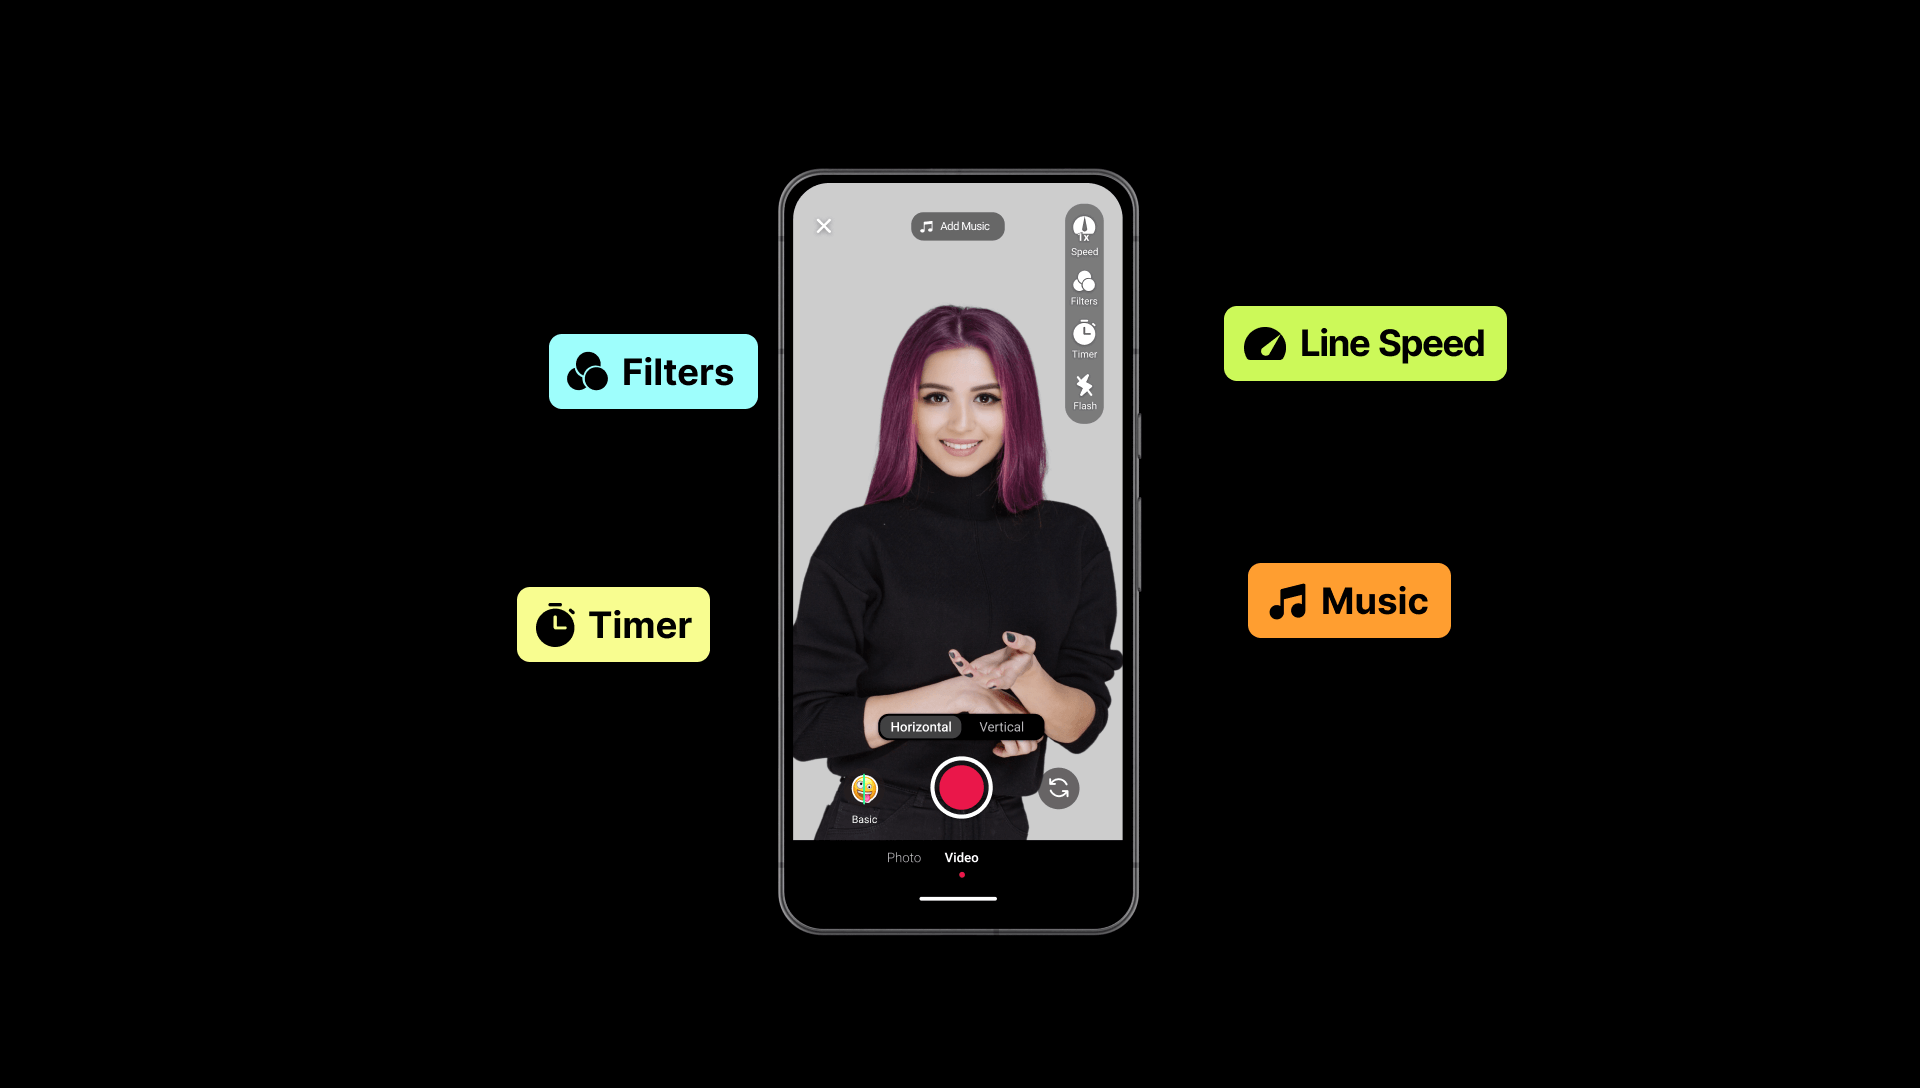 Add Music
1x
Speed
Filters
Timer
Flash
Filters
Line Speed
Timer
Music
Horizontal
Vertical
Basic
Photo
Video